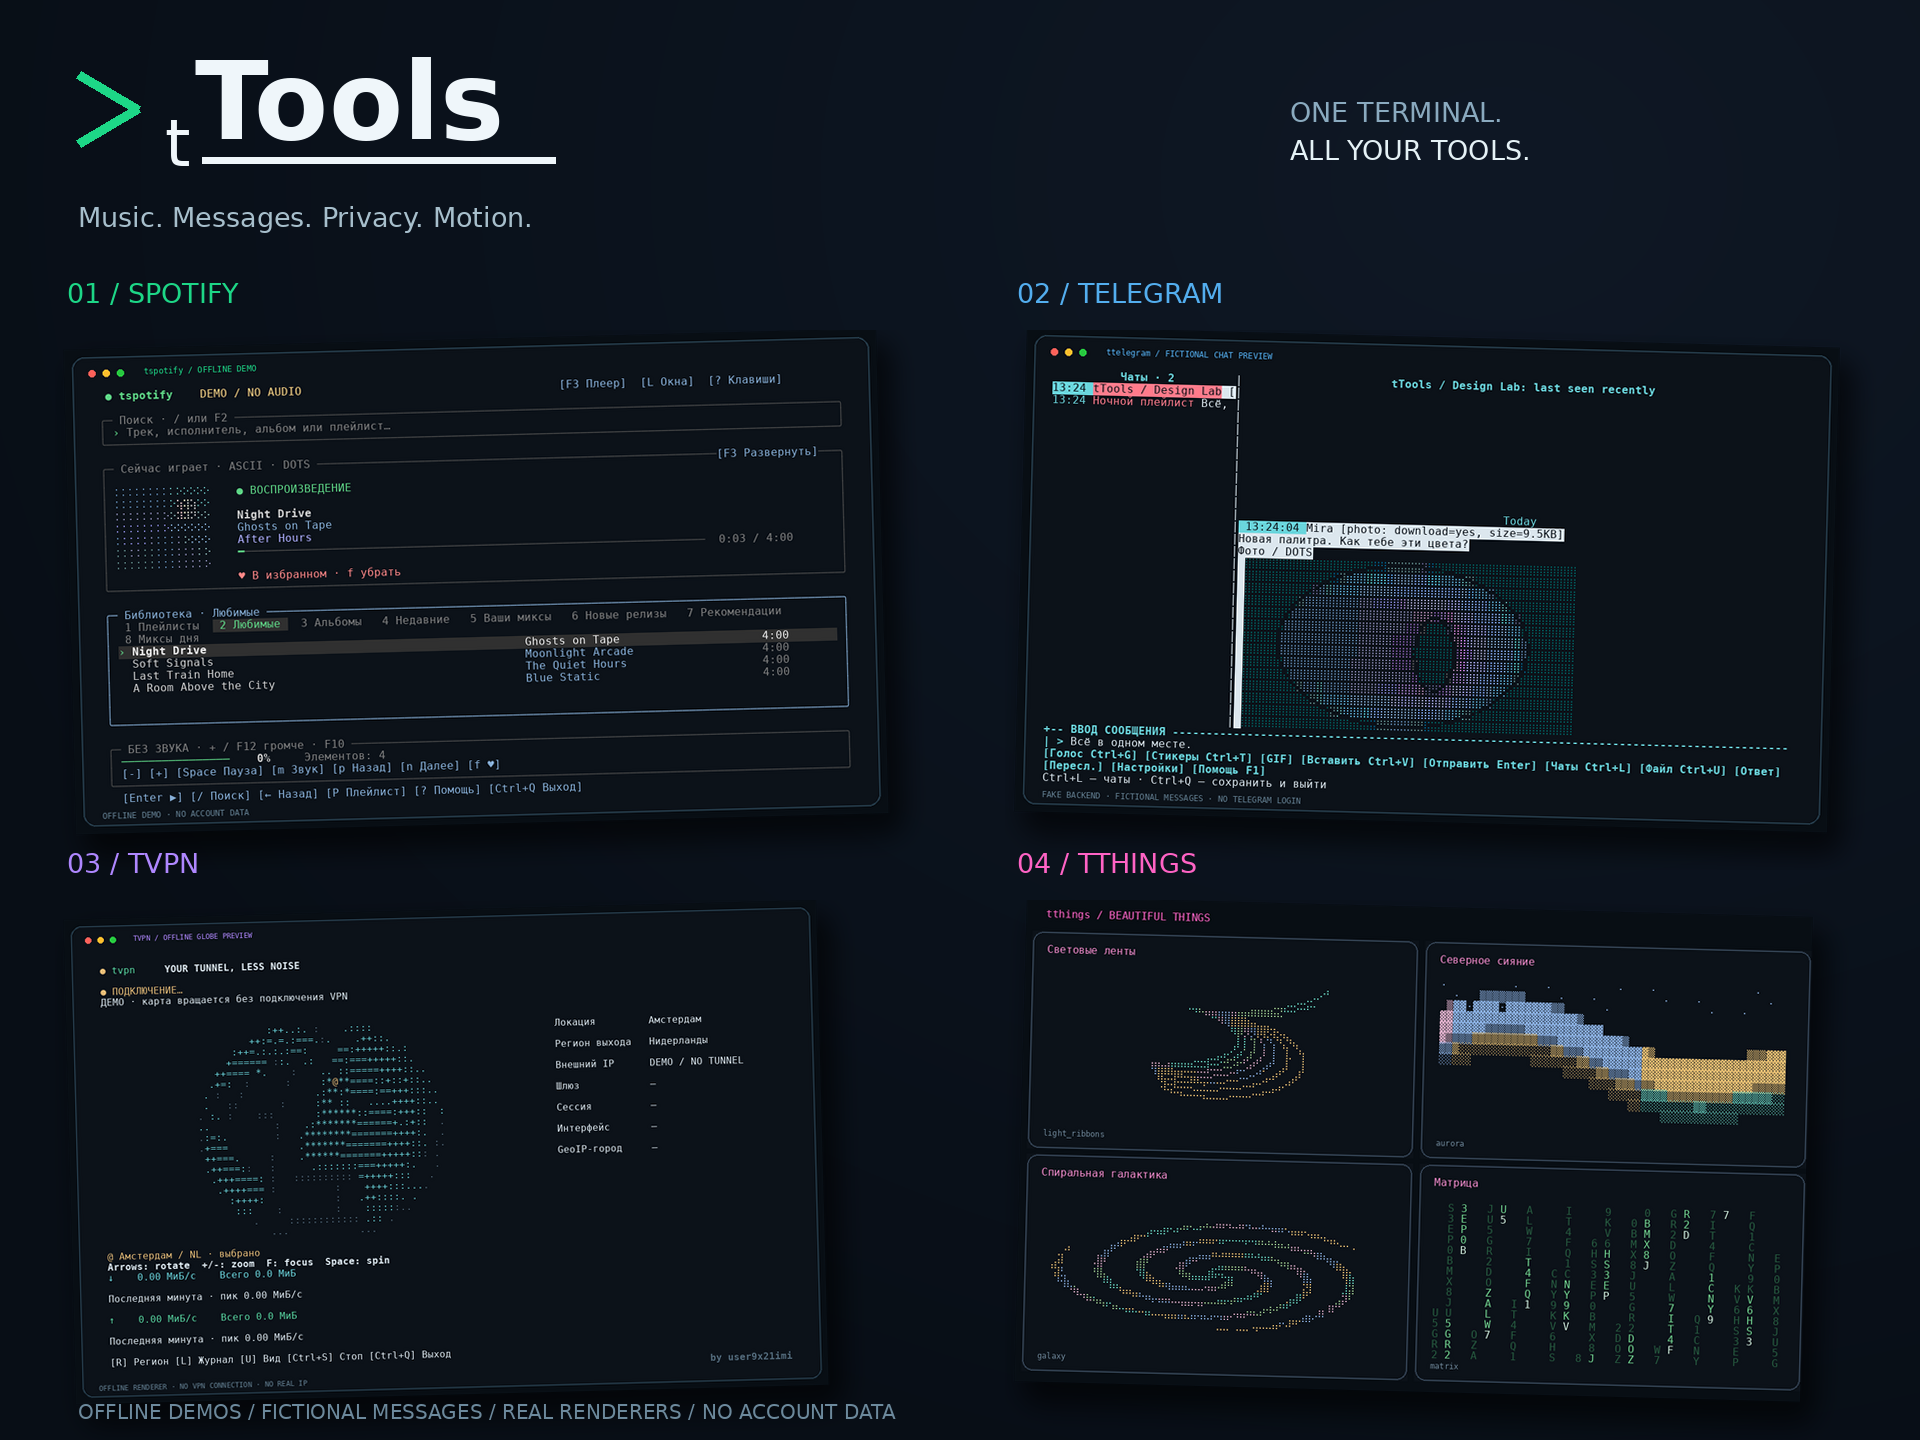 > tTools
ONE TERMINAL.
ALL YOUR TOOLS.
Music. Messages. Privacy. Motion.
01 / SPOTIFY
tspotify / OFFLINE DEMO
● tspotify DEMO / NO AUDIO [F3 Плеер] [L Окна] [? Клавиши]
Поиск · / или F2
› Трек, исполнитель, альбом или плейлист…
Сейчас играет · ASCII · DOTS [F3 Развернуть]
● ВОСПРОИЗВЕДЕНИЕ
Night Drive
Ghosts on Tape
After Hours
0:03 / 4:00
♥ В избранном · f убрать
Библиотека · Любимые
1 Плейлисты 2 Любимые 3 Альбомы 4 Недавние 5 Ваши миксы 6 Новые релизы 7 Рекомендации
8 Миксы дня
› Night Drive Ghosts on Tape 4:00
Soft Signals Moonlight Arcade 4:00
Last Train Home The Quiet Hours 4:00
A Room Above the City Blue Static 4:00
БЕЗ ЗВУКА · + / F12 громче · F10
0% Элементов: 4
[-] [+] [Space Пауза] [m Звук] [p Назад] [n Далее] [f ♥]
[Enter ▶] [/ Поиск] [← Назад] [P Плейлист] [? Помощь] [Ctrl+Q Выход]
OFFLINE DEMO · NO ACCOUNT DATA
02 / TELEGRAM
ttelegram / FICTIONAL CHAT PREVIEW
Чаты · 2
tTools / Design Lab: last seen recently
13:24 tTools / Design Lab [
13:24 Ночной плейлист Всё,
Today
13:24:04 Mira [photo: download=yes, size=9.5KB]
Новая палитра. Как тебе эти цвета?
Фото / DOTS
+-- ВВОД СООБЩЕНИЯ
| > Всё в одном месте.
[Голос Ctrl+G] [Стикеры Ctrl+T] [GIF] [Вставить Ctrl+V] [Отправить Enter] [Чаты Ctrl+L] [Файл Ctrl+U] [Ответ]
[Пересл.] [Настройки] [Помощь F1]
Ctrl+L — чаты · Ctrl+Q — сохранить и выйти
FAKE BACKEND · FICTIONAL MESSAGES · NO TELEGRAM LOGIN
03 / TVPN
TVPN / OFFLINE GLOBE PREVIEW
● tvpn YOUR TUNNEL, LESS NOISE
● ПОДКЛЮЧЕНИЕ…
ДЕМО · карта вращается без подключения VPN
Локация Амстердам
Регион выхода Нидерланды
Внешний IP DEMO / NO TUNNEL
Шлюз —
Сессия —
Интерфейс —
GeoIP-город —
@ Амстердам / NL · выбрано
Arrows: rotate +/-: zoom F: focus Space: spin
↓ 0.00 МиБ/с Всего 0.0 МиБ
Последняя минута · пик 0.00 МиБ/с
↑ 0.00 МиБ/с Всего 0.0 МиБ
Последняя минута · пик 0.00 МиБ/с
[R] Регион [L] Журнал [U] Вид [Ctrl+S] Стоп [Ctrl+Q] Выход
by user9x21imi
OFFLINE RENDERER · NO VPN CONNECTION · NO REAL IP
04 / TTHINGS
tthings / BEAUTIFUL THINGS
Световые ленты
light_ribbons
Северное сияние
aurora
Спиральная галактика
galaxy
Матрица
matrix
OFFLINE DEMOS / FICTIONAL MESSAGES / REAL RENDERERS / NO ACCOUNT DATA